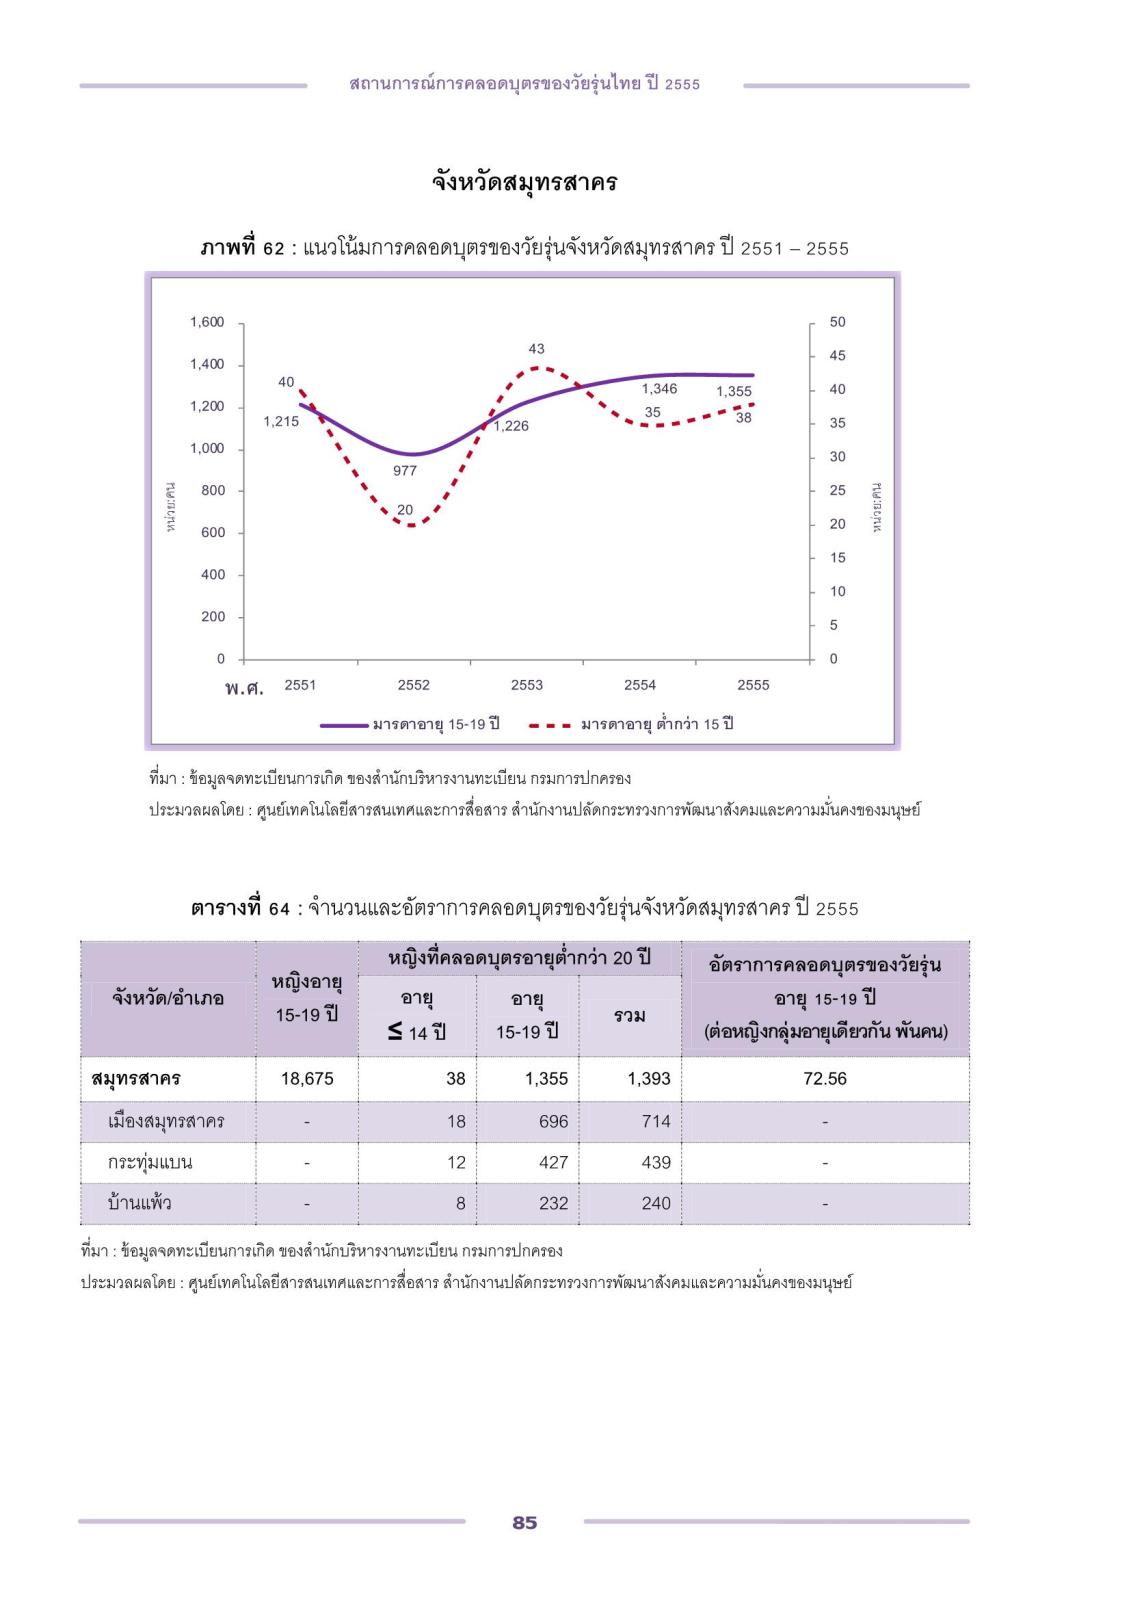 สถานการณ์การคลอดบุตรของวัยรุ่นไทย ปี 2555
จังหวัดสมุทรสาคร
ภาพที่ 62 : แนวโน้มการคลอดบุตรของวัยรุ่นจังหวัดสมุทรสาคร ปี 2551 – 2555
1,600
1,400
1,200
1,000
800
600
400
200
0
หน่วย:คน
50
45
40
35
30
25
20
15
10
5
0
หน่วย:คน
40
1,215
977
20
43
1,226
1,346
35
1,355
38
พ.ศ. 2551 2552 2553 2554 2555
มารดาอายุ 15-19 ปี มารดาอายุ ต่ำกว่า 15 ปี
ที่มา : ข้อมูลจดทะเบียนการเกิด ของสำนักบริหารงานทะเบียน กรมการปกครอง
ประมวลผลโดย : ศูนย์เทคโนโลยีสารสนเทศและการสื่อสาร สำนักงานปลัดกระทรวงการพัฒนาสังคมและความมั่นคงของมนุษย์
ตารางที่ 64 : จำนวนและอัตราการคลอดบุตรของวัยรุ่นจังหวัดสมุทรสาคร ปี 2555
จังหวัด/อำเภอ
หญิงอายุ
15-19 ปี
หญิงที่คลอดบุตรอายุต่ำกว่า 20 ปี
อายุ
≤ 14 ปี
อายุ
15-19 ปี
รวม
อัตราการคลอดบุตรของวัยรุ่น
อายุ 15-19 ปี
(ต่อหญิงกลุ่มอายุเดียวกัน พันคน)
สมุทรสาคร 18,675 38 1,355 1,393 72.56
เมืองสมุทรสาคร - 18 696 714 -
กระทุ่มแบน - 12 427 439 -
บ้านแพ้ว - 8 232 240 -
ที่มา : ข้อมูลจดทะเบียนการเกิด ของสำนักบริหารงานทะเบียน กรมการปกครอง
ประมวลผลโดย : ศูนย์เทคโนโลยีสารสนเทศและการสื่อสาร สำนักงานปลัดกระทรวงการพัฒนาสังคมและความมั่นคงของมนุษย์
85